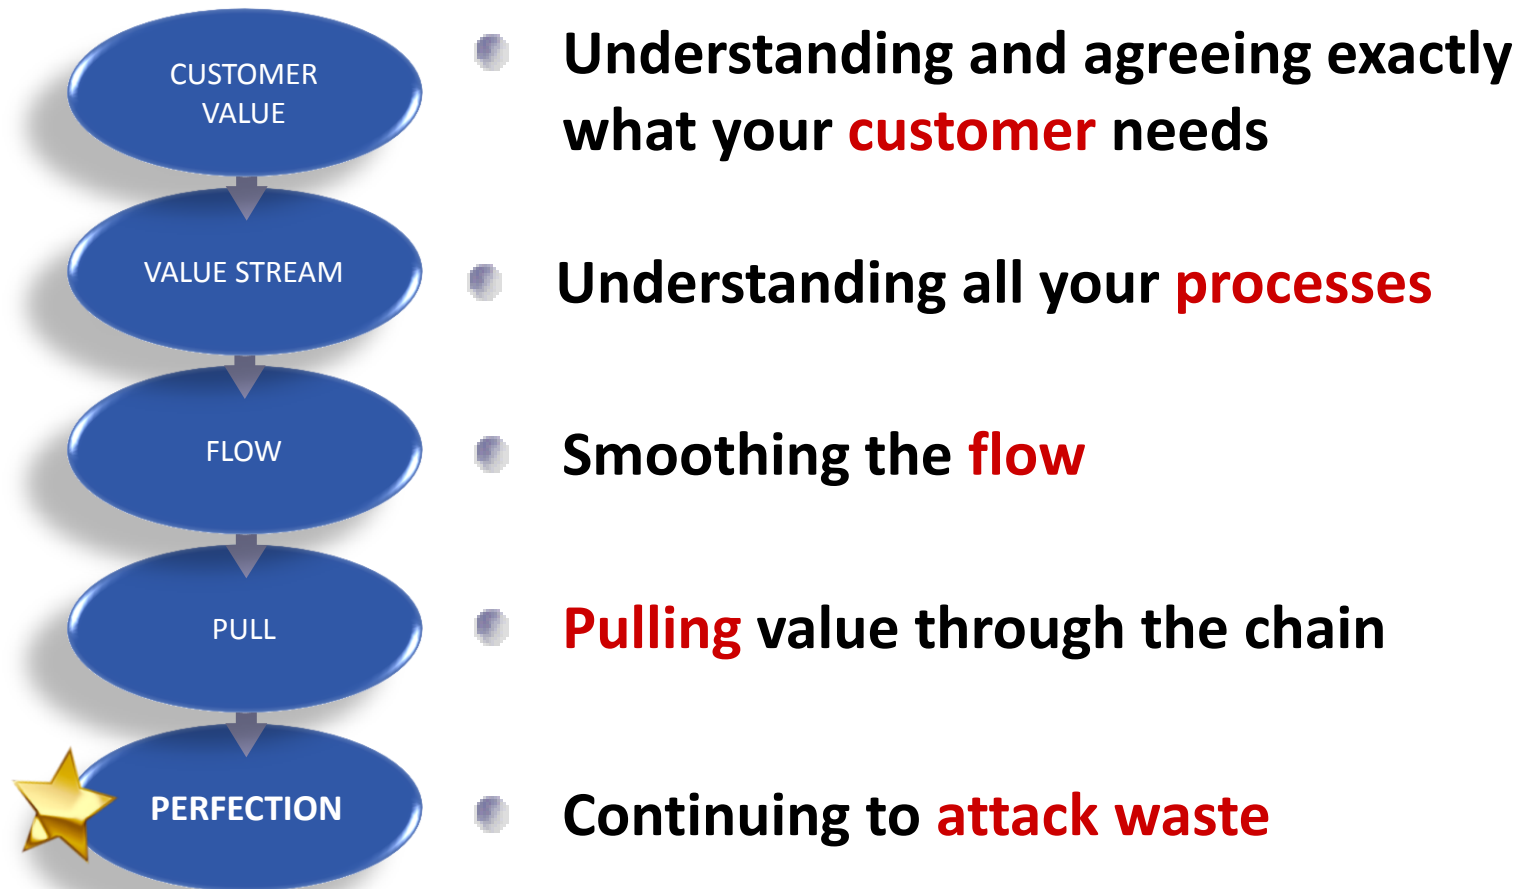 CUSTOMER
VALUE
Understanding and agreeing exactly
what your customer needs
VALUE STREAM
Understanding all your processes
FLOW
Smoothing the flow
PULL
Pulling value through the chain
PERFECTION
Continuing to attack waste